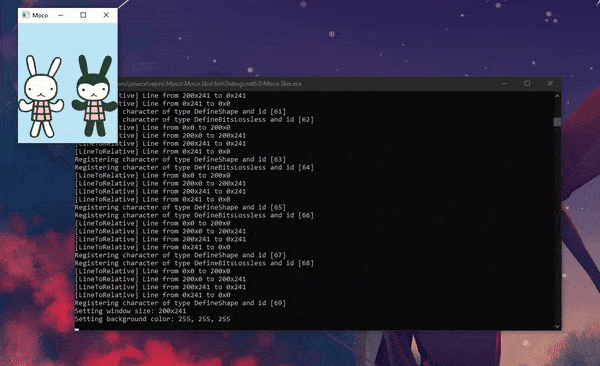 Moco
\source\repos\Moco\Moco.Skia\bin\Debug\net6.0\Moco.Skia.exe
lative] Line from 200x241 to 0x241
lative] Line from 0x241 to 0x0
character of type DefineShape and id [61]
character of type DefineBitsLossless and id [62]
lative] Line from 0x0 to 200x0
lative] Line from 200x0 to 200x241
[LineToRelative] Line from 200x241 to 0x241
[LineToRelative] Line from 0x241 to 0x0
Registering character of type DefineShape and id [63]
Registering character of type DefineBitsLossless and id [64]
[LineToRelative] Line from 0x0 to 200x0
[LineToRelative] Line from 200x0 to 200x241
[LineToRelative] Line from 200x241 to 0x241
[LineToRelative] Line from 0x241 to 0x0
Registering character of type DefineShape and id [65]
Registering character of type DefineBitsLossless and id [66]
[LineToRelative] Line from 0x0 to 200x0
[LineToRelative] Line from 200x0 to 200x241
[LineToRelative] Line from 200x241 to 0x241
[LineToRelative] Line from 0x241 to 0x0
Registering character of type DefineShape and id [67]
Registering character of type DefineBitsLossless and id [68]
[LineToRelative] Line from 0x0 to 200x0
[LineToRelative] Line from 200x0 to 200x241
[LineToRelative] Line from 200x241 to 0x241
[LineToRelative] Line from 0x241 to 0x0
Registering character of type DefineShape and id [69]
Setting window size: 200x241
Setting background color: 255, 255, 255